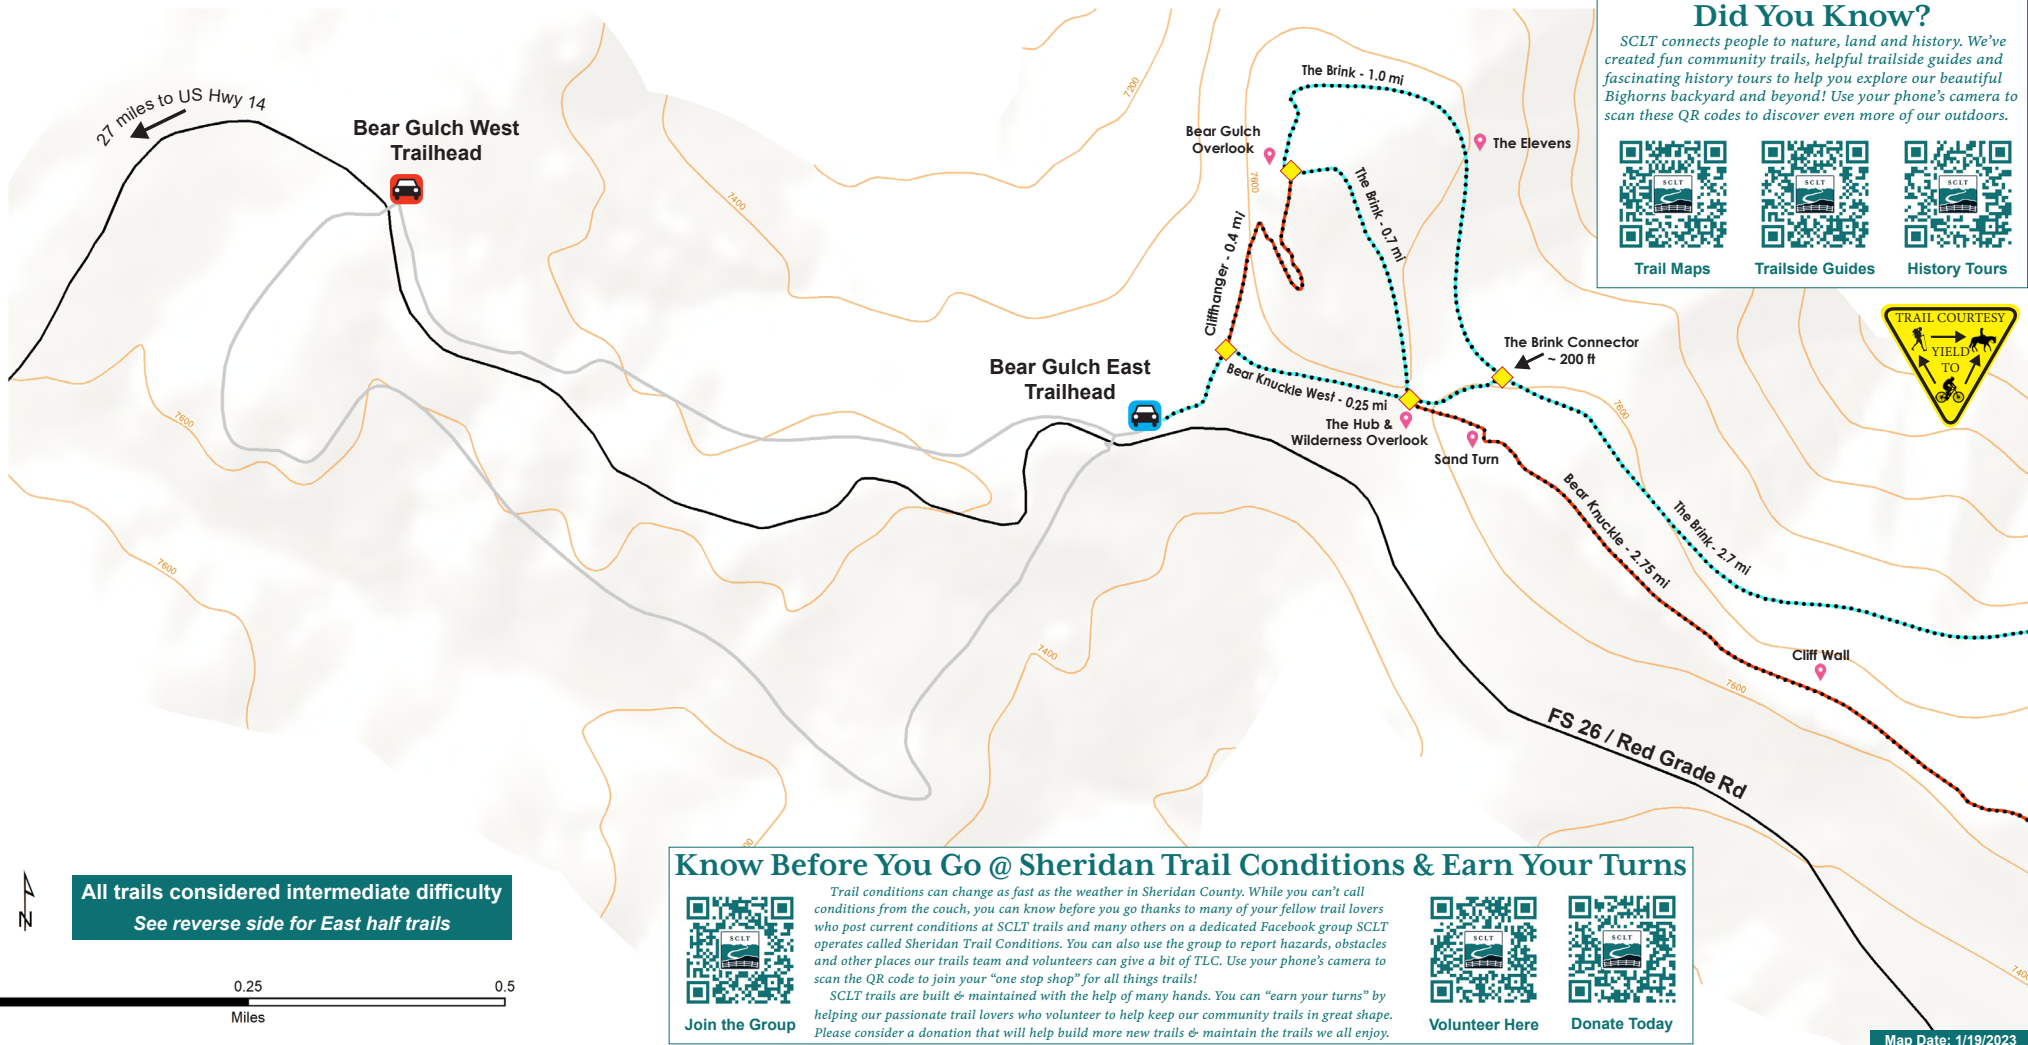 Did You Know?
SCLT connects people to nature, land and history. We've
created fun community trails, helpful trailside guides and
fascinating history tours to help you explore our beautiful
Bighorns backyard and beyond! Use your phone's camera to
scan these QR codes to discover even more of our outdoors.
SCLT
SCLT
SCLT
Trail Maps
Trailside Guides
History Tours
TRAIL COURTESY
YIELD
TO
27 miles to US Hwy 14
Bear Gulch West
Trailhead
7200
7400
7600
7600
The Brink - 1.0 mi
Bear Gulch
Overlook
The Elevens
7600
The Brink - 0.7 mi
Cliffhanger - 0.4 mi
The Brink Connector
~ 200 ft
Bear Gulch East
Trailhead
Bear Knuckle West - 0.25 mi
The Hub &
Wilderness Overlook
Sand Turn
7600
Bear Knuckle - 2.75 mi
The Brink - 2.7 mi
7400
Cliff Wall
7600
FS 26 / Red Grade Rd
N
All trails considered intermediate difficulty
See reverse side for East half trails
0.25
0.5
Miles
Know Before You Go @ Sheridan Trail Conditions & Earn Your Turns
SCLT
Join the Group
Trail conditions can change as fast as the weather in Sheridan County. While you can't call
conditions from the couch, you can know before you go thanks to many of your fellow trail lovers
who post current conditions at SCLT trails and many others on a dedicated Facebook group SCLT
operates called Sheridan Trail Conditions. You can also use the group to report hazards, obstacles
and other places our trails team and volunteers can give a bit of TLC. Use your phone's camera to
scan the QR code to join your "one stop shop" for all things trails!
SCLT trails are built & maintained with the help of many hands. You can "earn your turns" by
helping our passionate trail lovers who volunteer to help keep our community trails in great shape.
Please consider a donation that will help build more new trails & maintain the trails we all enjoy.
SCLT
SCLT
Volunteer Here
Donate Today
Map Date: 1/19/2023